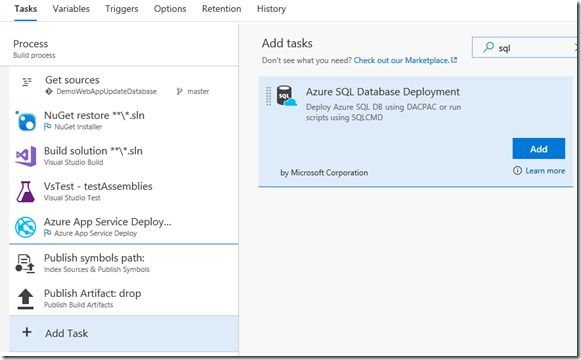 Tasks Variables Triggers Options Retention History
Process
Build process
Get sources
DemoWebAppUpdateDatabase master
NuGet restore **\*.sln
NuGet Installer
Build solution **\*.sln
Visual Studio Build
VsTest - testAssemblies
Visual Studio Test
Azure App Service Deploy...
Azure App Service Deploy
Publish symbols path:
Index Sources & Publish Symbols
Publish Artifact: drop
Publish Build Artifacts
+ Add Task
Add tasks
sql
Don't see what you need? Check out our Marketplace.
SQL
Azure SQL Database Deployment
Deploy Azure SQL DB using DACPAC or run
scripts using SQLCMD
Add
by Microsoft Corporation
Learn more